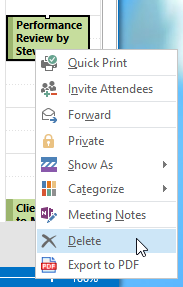 Performance
Review by
Stev
Quick Print
Invite Attendees
Forward
Private
Show As
Categorize
Meeting Notes
Delete
Export to PDF
PDF
Clie
to M
100%